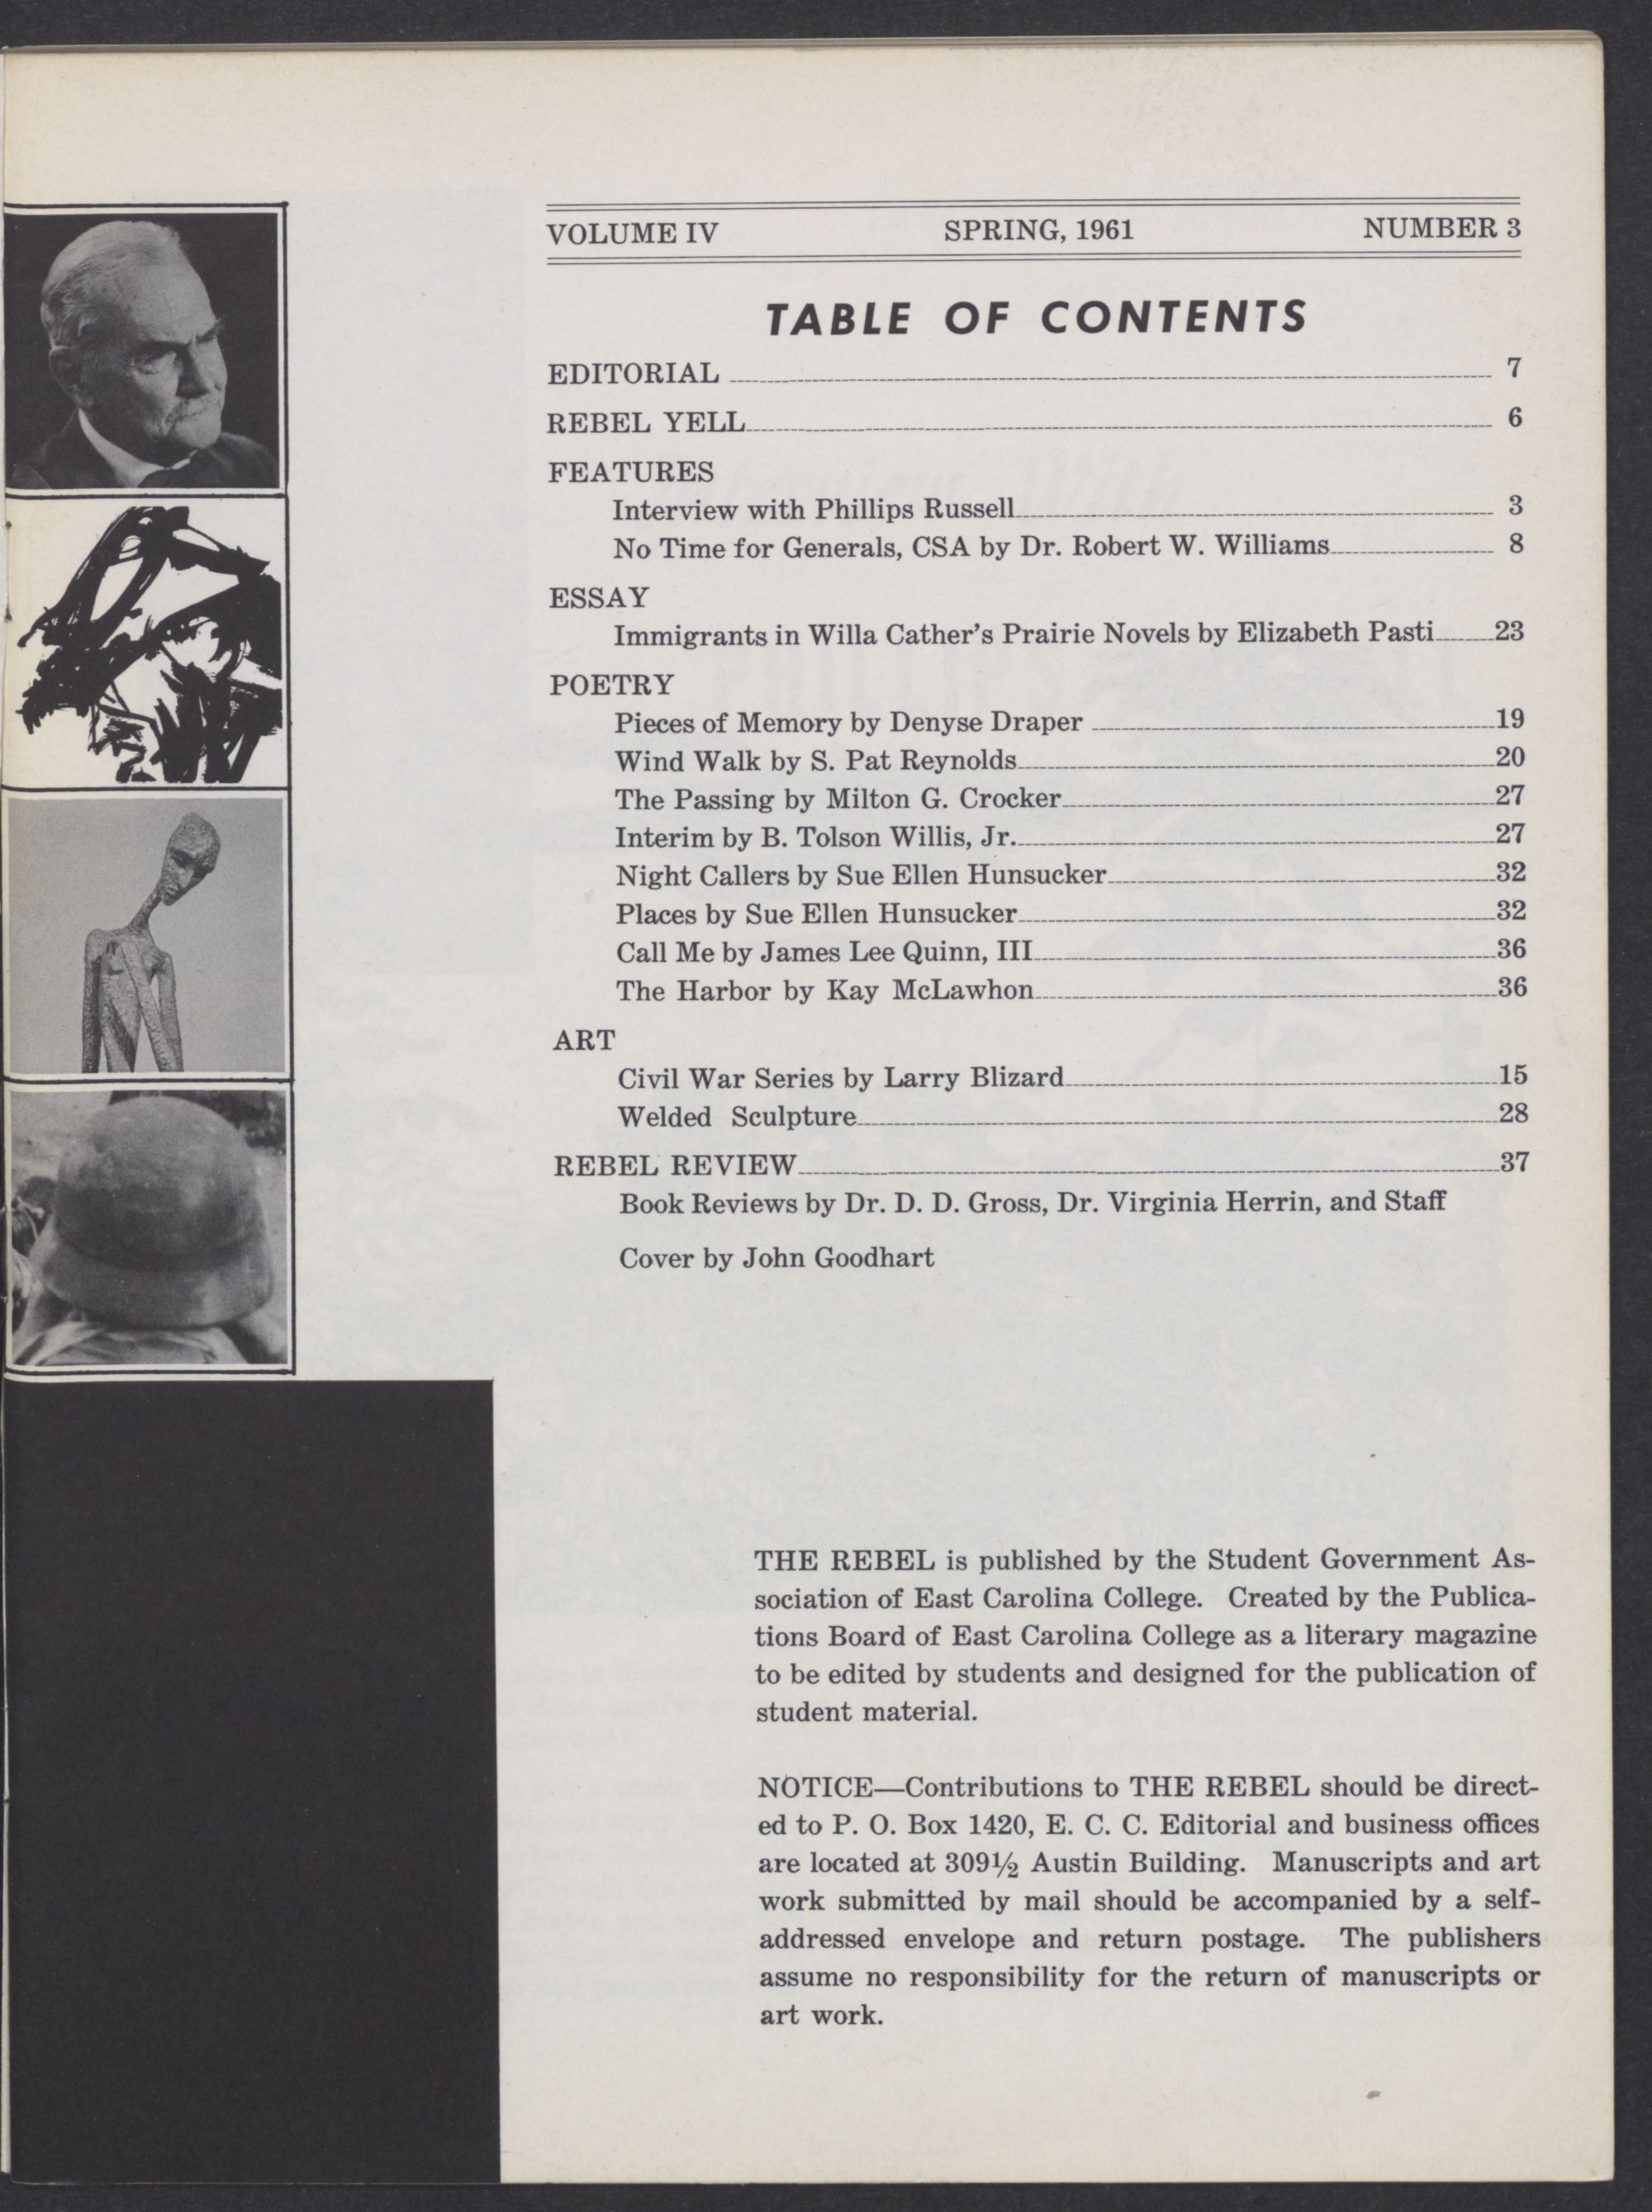 VOLUME IV SPRING, 1961 NUMBER 3
TABLE OF CONTENTS
EDITORIAL 7
REBEL YELL 6
FEATURES
Interview with Phillips Russell 3
No Time for Generals, CSA by Dr. Robert W. Williams 8
ESSAY
Immigrants in Willa Cather's Prairie Novels by Elizabeth Pasti 23
POETRY
Pieces of Memory by Denyse Draper 19
Wind Walk by S. Pat Reynolds 20
The Passing by Milton G. Crocker 27
Interim by B. Tolson Willis, Jr. 27
Night Callers by Sue Ellen Hunsucker 32
Places by Sue Ellen Hunsucker 32
Call Me by James Lee Quinn, III 36
The Harbor by Kay McLawhon 36
ART
Civil War Series by Larry Blizard 15
Welded Sculpture 28
REBEL REVIEW 37
Book Reviews by Dr. D. D. Gross, Dr. Virginia Herrin, and Staff
Cover by John Goodhart
THE REBEL is published by the Student Government As-
sociation of East Carolina College. Created by the Publica-
tions Board of East Carolina College as a literary magazine
to be edited by students and designed for the publication of
student material.
NOTICE—Contributions to THE REBEL should be direct-
ed to P. O. Box 1420, E. C. C. Editorial and business offices
are located at 309½ Austin Building. Manuscripts and art
work submitted by mail should be accompanied by a self-
addressed envelope and return postage. The publishers
assume no responsibility for the return of manuscripts or
art work.